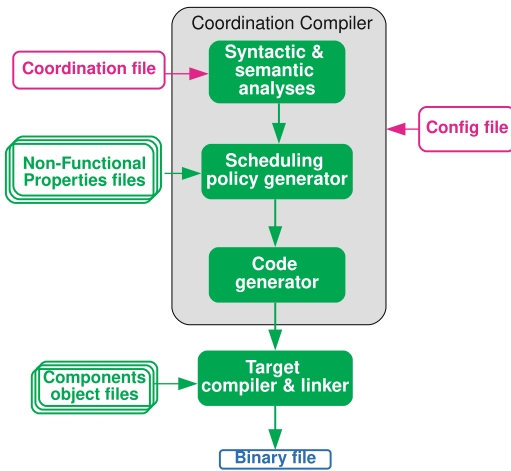 Coordination Compiler
Syntactic &
semantic
analyses
Coordination file
Config file
Non-Functional
Properties files
Scheduling
policy generator
Code
generator
Components
object files
Target
compiler & linker
Binary file